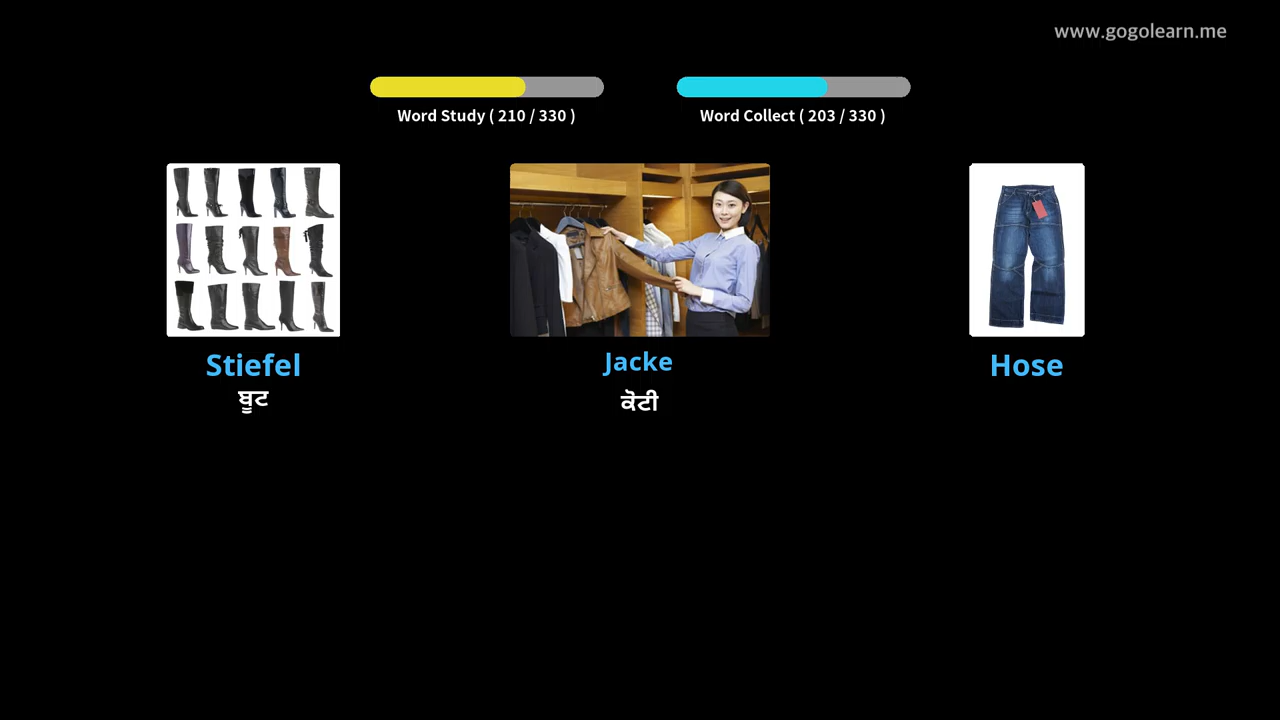 www.gogolearn.me
Word Study ( 210 / 330 )
Word Collect ( 203 / 330 )
Stiefel
ਬੂਟ
Jacke
ਕੋਟੀ
Hose